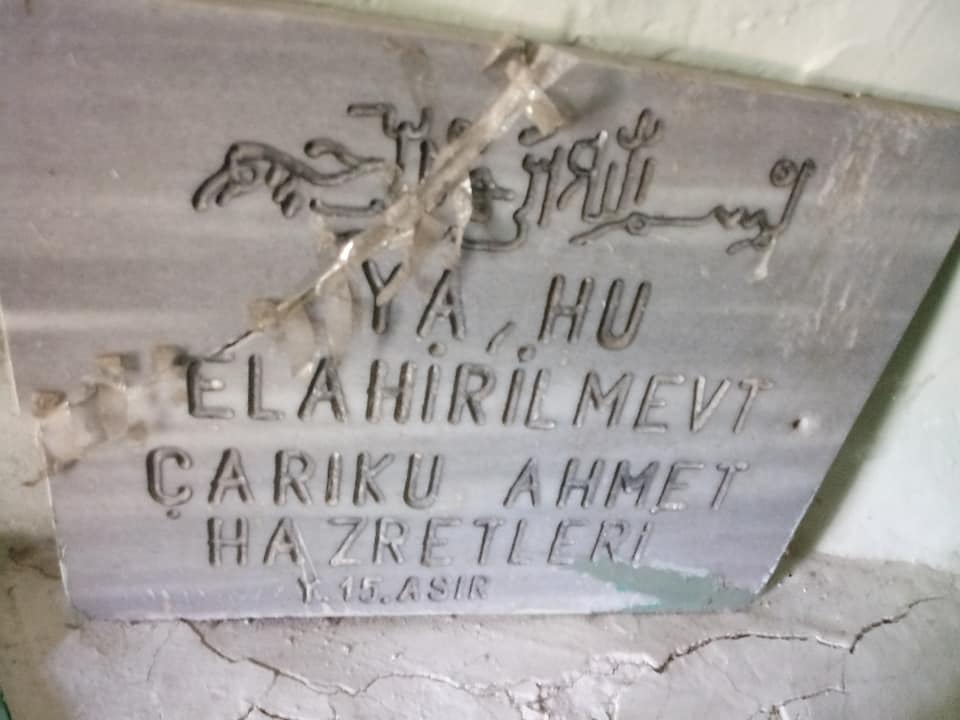 بسم الله الرحمن الرحيم
YA, HU
ELAHİRİLMEVT
ÇARIKU AHMET
HAZRETLERİ
Y. 15. ASIR